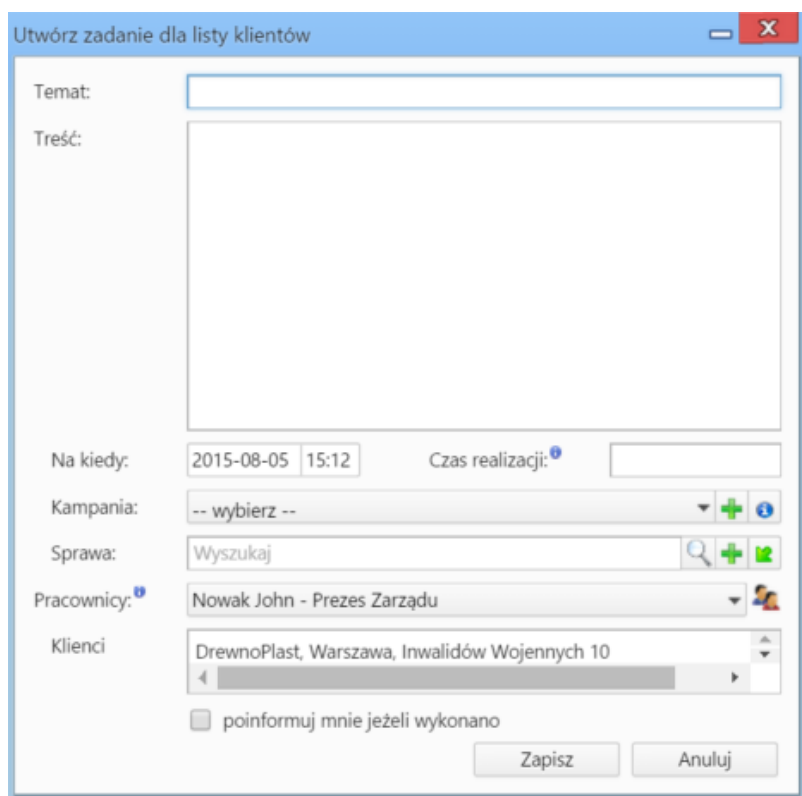 Utwórz zadanie dla listy klientów
Temat:
Treść:
Na kiedy: 2015-08-05 15:12 Czas realizacji:
Kampania: -- wybierz --
Sprawa: Wyszukaj
Pracownicy: Nowak John - Prezes Zarządu
Klienci DrewnoPlast, Warszawa, Inwalidów Wojennych 10
poinformuj mnie jeżeli wykonano
Zapisz Anuluj